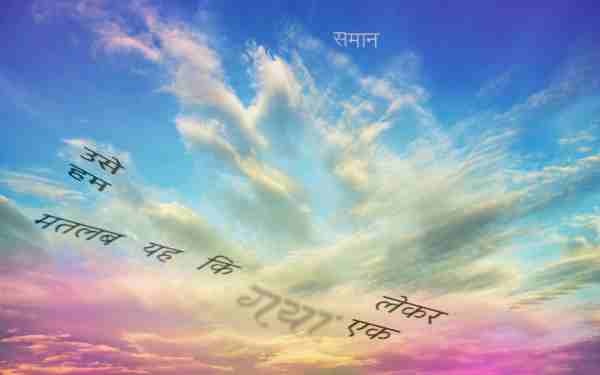 समान
उसे
हम
मतलब यह कि
गया
लेकर
एक